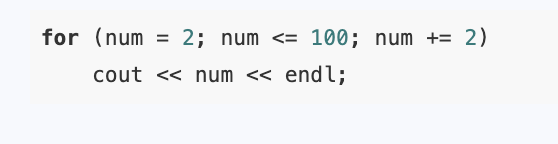 for (num = 2; num <= 100; num += 2)
    cout << num << endl;